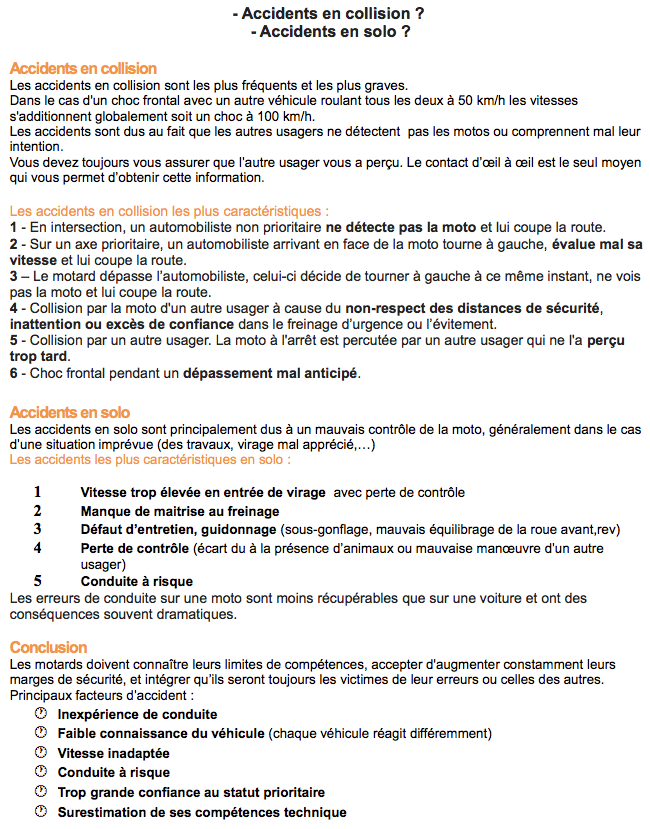 - Accidents en collision ?
- Accidents en solo ?
Accidents en collision
Les accidents en collision sont les plus fréquents et les plus graves.
Dans le cas d'un choc frontal avec un autre véhicule roulant tous les deux à 50 km/h les vitesses
s'additionnent globalement soit un choc à 100 km/h.
Les accidents sont dus au fait que les autres usagers ne détectent pas les motos ou comprennent mal leur
intention.
Vous devez toujours vous assurer que l'autre usager vous a perçu. Le contact d'œil à œil est le seul moyen
qui vous permet d'obtenir cette information.
Les accidents en collision les plus caractéristiques :
1 - En intersection, un automobiliste non prioritaire ne détecte pas la moto et lui coupe la route.
2 - Sur un axe prioritaire, un automobiliste arrivant en face de la moto tourne à gauche, évalue mal sa
vitesse et lui coupe la route.
3 – Le motard dépasse l'automobiliste, celui-ci décide de tourner à gauche à ce même instant, ne vois
pas la moto et lui coupe la route.
4 - Collision par la moto d'un autre usager à cause du non-respect des distances de sécurité,
inattention ou excès de confiance dans le freinage d'urgence ou l'évitement.
5 - Collision par un autre usager. La moto à l'arrêt est percutée par un autre usager qui ne l'a perçu
trop tard.
6 - Choc frontal pendant un dépassement mal anticipé.
Accidents en solo
Les accidents en solo sont principalement dus à un mauvais contrôle de la moto, généralement dans le cas
d'une situation imprévue (des travaux, virage mal apprécié,…)
Les accidents les plus caractéristiques en solo :
1 Vitesse trop élevée en entrée de virage avec perte de contrôle
2 Manque de maitrise au freinage
3 Défaut d'entretien, guidonnage (sous-gonflage, mauvais équilibrage de la roue avant,rev)
4 Perte de contrôle (écart du à la présence d'animaux ou mauvaise manœuvre d'un autre
usager)
5 Conduite à risque
Les erreurs de conduite sur une moto sont moins récupérables que sur une voiture et ont des
conséquences souvent dramatiques.
Conclusion
Les motards doivent connaître leurs limites de compétences, accepter d'augmenter constamment leurs
marges de sécurité, et intégrer qu'ils seront toujours les victimes de leur erreurs ou celles des autres.
Principaux facteurs d'accident :
Inexpérience de conduite
Faible connaissance du véhicule (chaque véhicule réagit différemment)
Vitesse inadaptée
Conduite à risque
Trop grande confiance au statut prioritaire
Surestimation de ses compétences technique